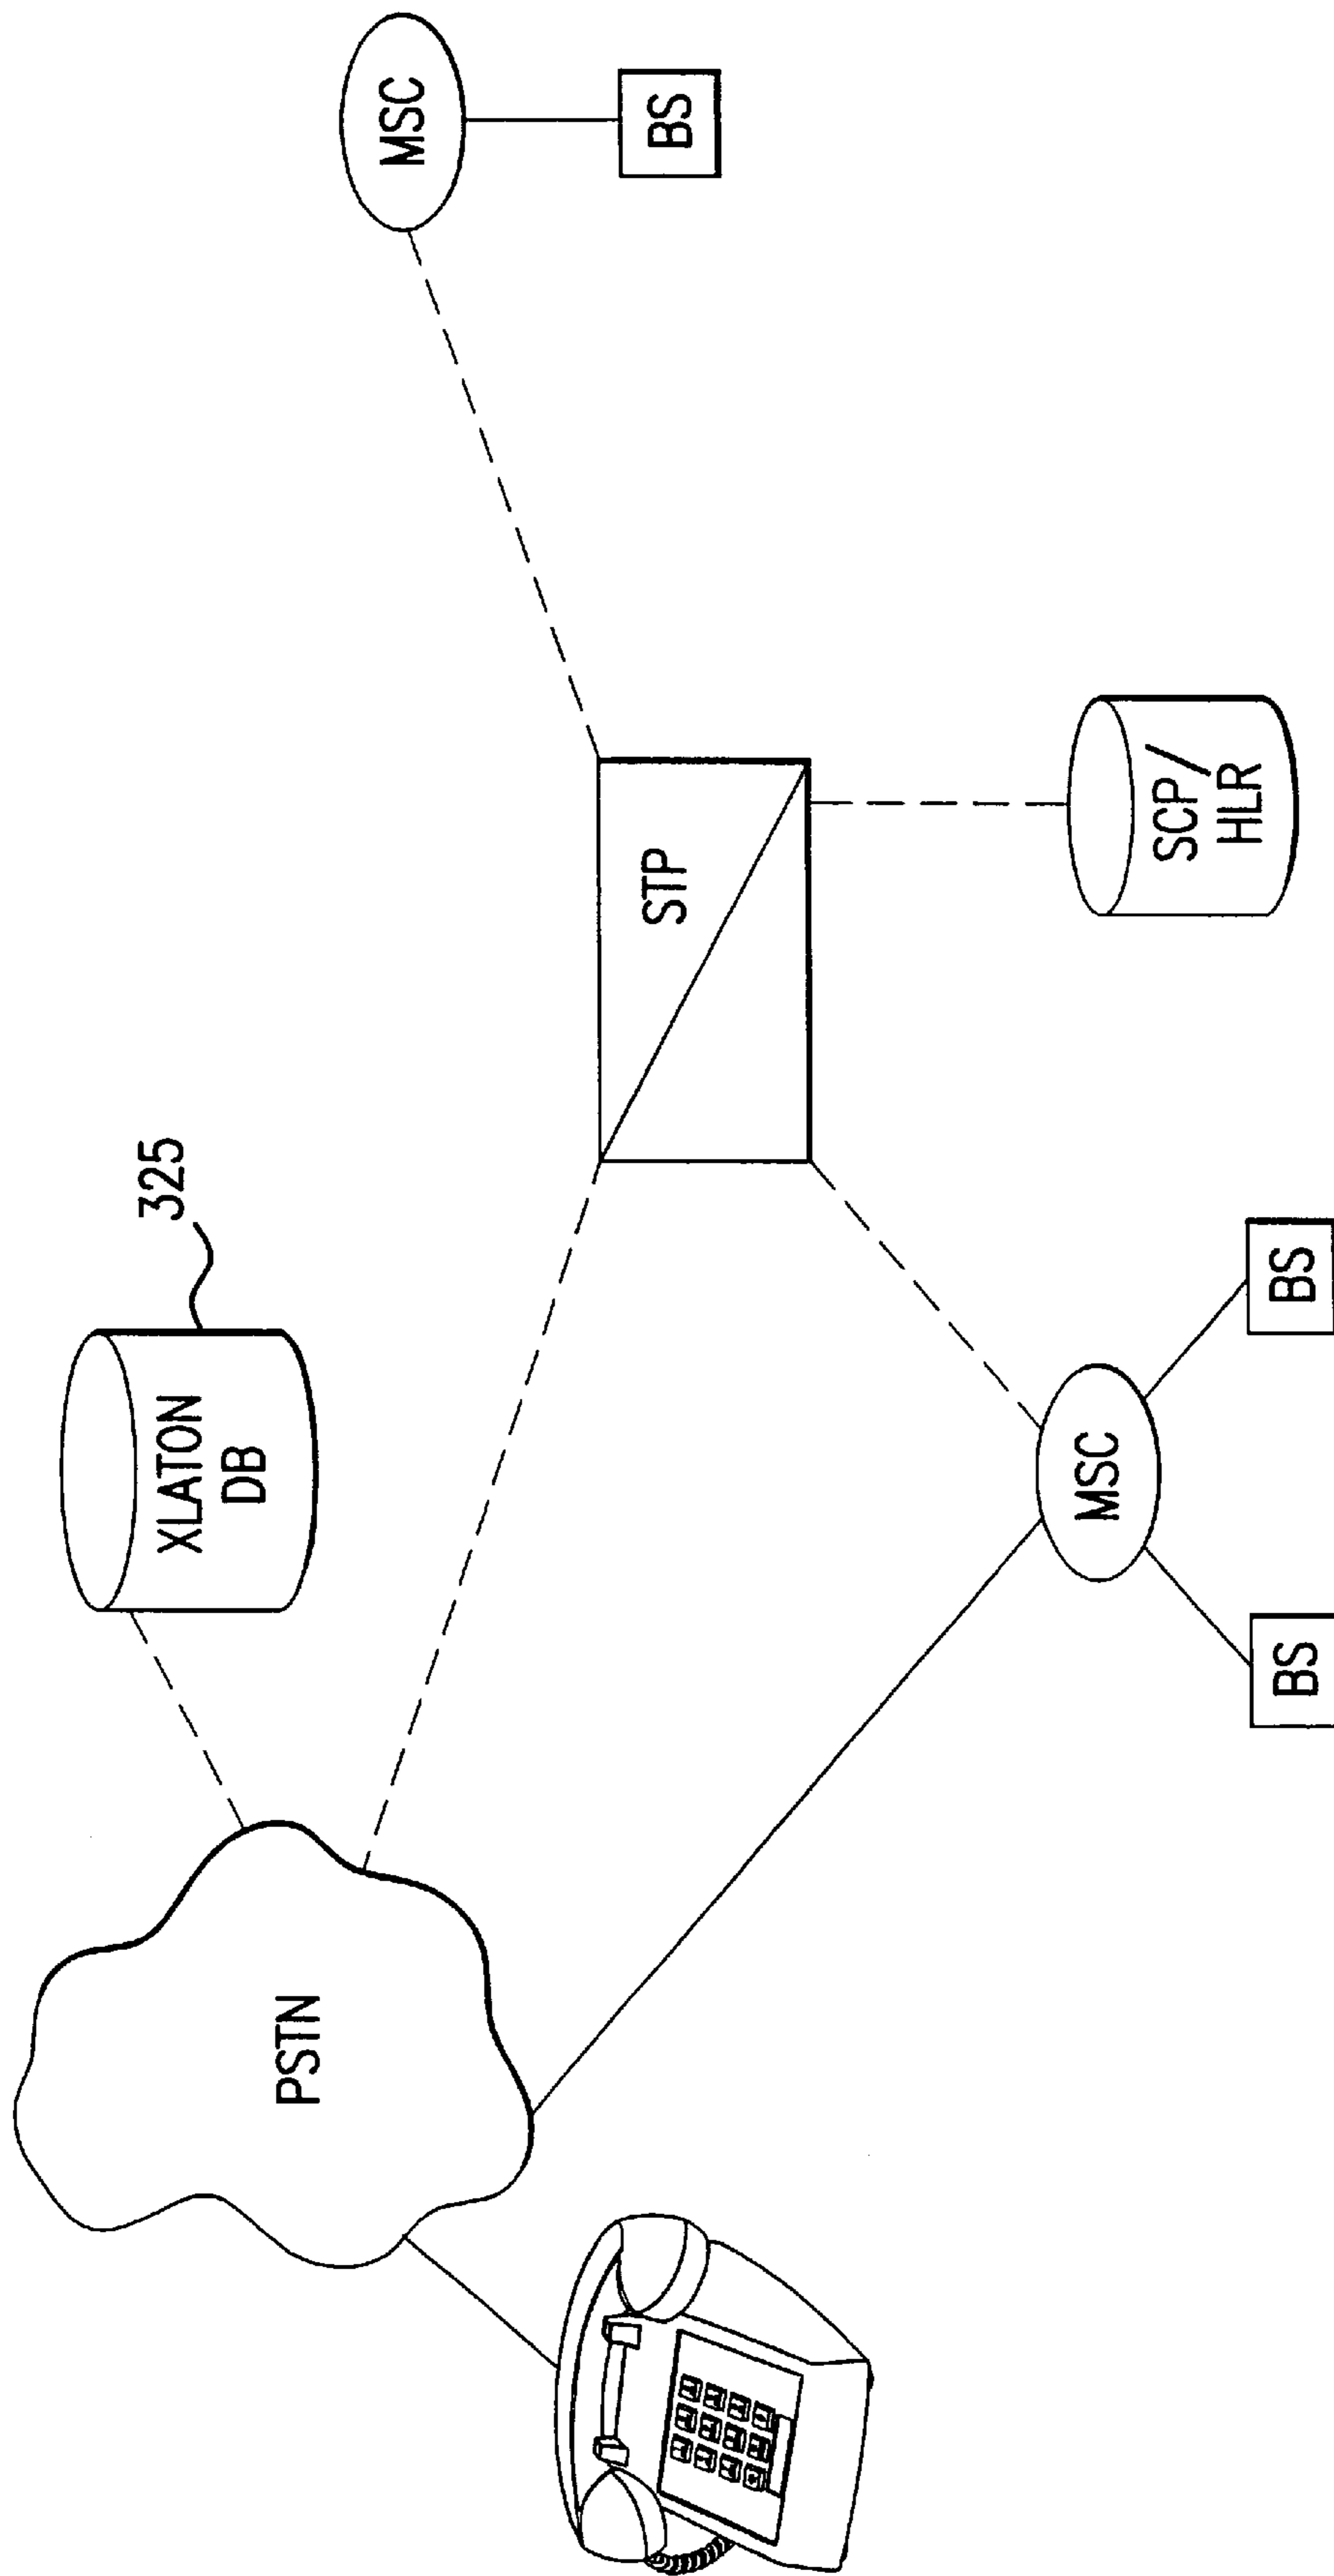 325
XLATON
DB
PSTN
MSC
BS
STP
SCP/
HLR
MSC
BS
BS